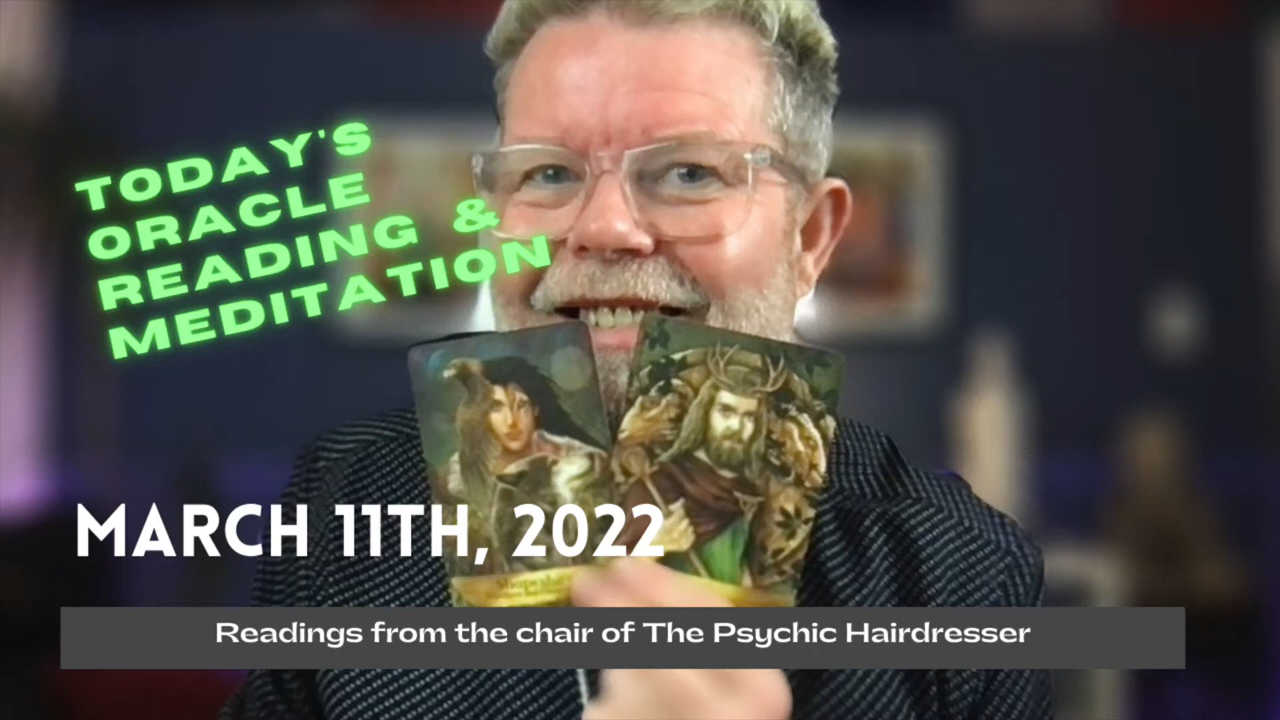 TODAY'S
ORACLE
READING &
MEDITATION
MARCH 11TH, 2022
Readings from the chair of The Psychic Hairdresser